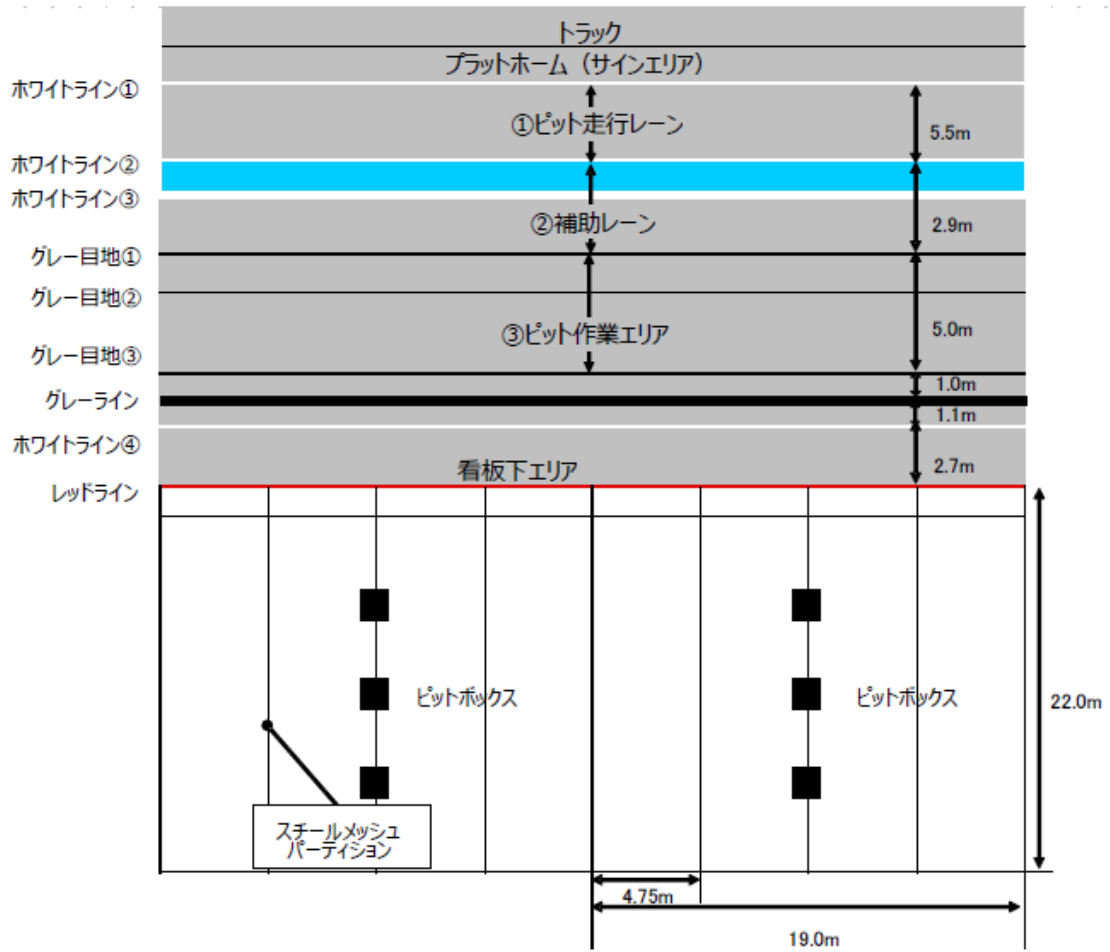 トラック
プラットホーム（サインエリア）
ホワイトライン①
①ピット走行レーン
5.5m
ホワイトライン②
ホワイトライン③
②補助レーン
2.9m
グレー目地①
グレー目地②
③ピット作業エリア
5.0m
グレー目地③
1.0m
グレーライン
1.1m
ホワイトライン④
看板下エリア
2.7m
レッドライン
ピットボックス
ピットボックス
22.0m
スチールメッシュ
パーティション
4.75m
19.0m